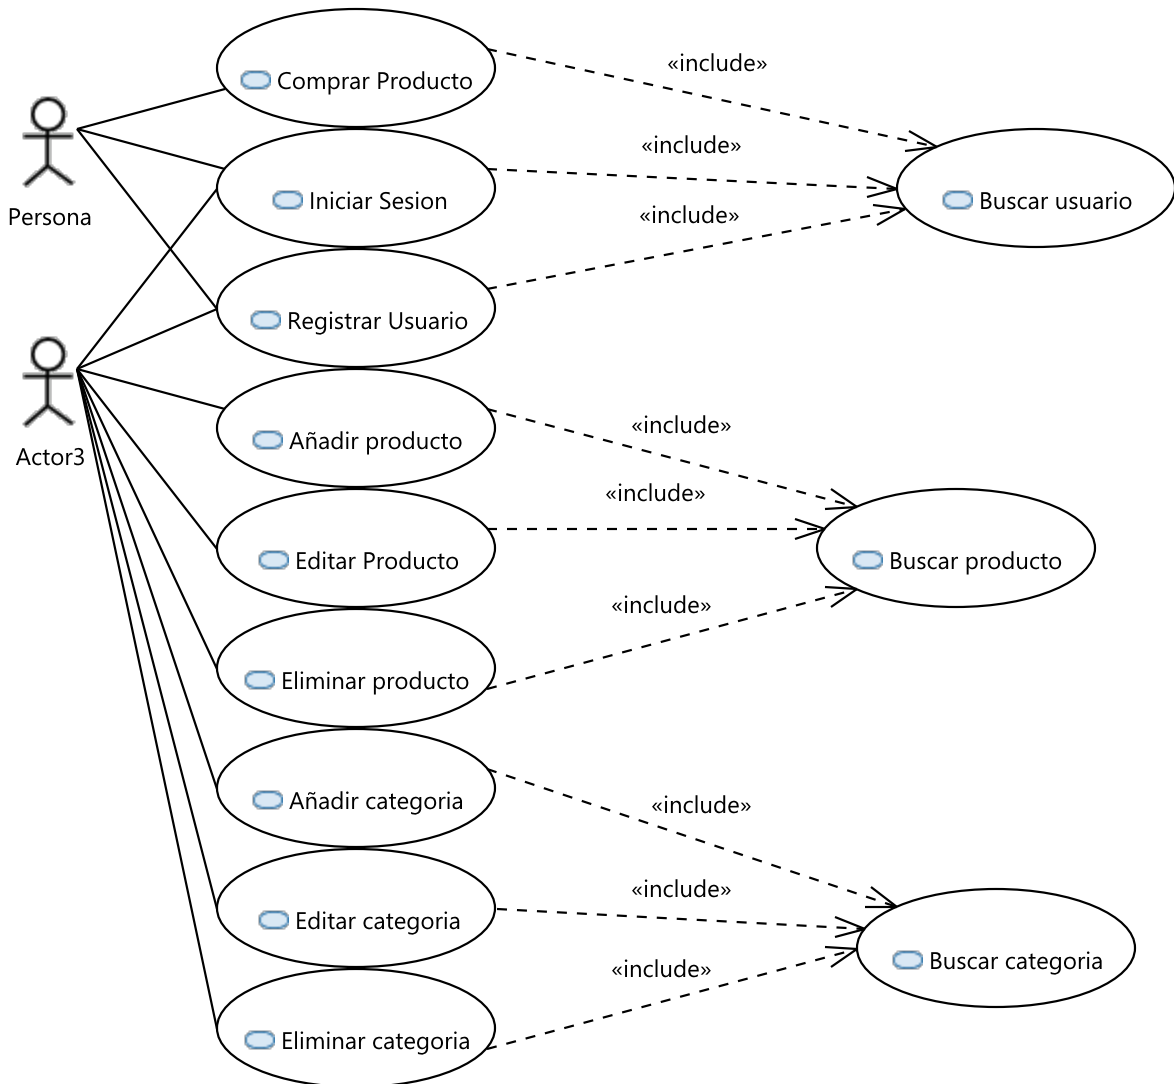 Comprar Producto
«include»
Persona
Iniciar Sesion
«include»
Buscar usuario
«include»
Registrar Usuario
Actor3
Añadir producto
«include»
«include»
Editar Producto
Buscar producto
«include»
Eliminar producto
Añadir categoria
«include»
«include»
Editar categoria
Buscar categoria
«include»
Eliminar categoria